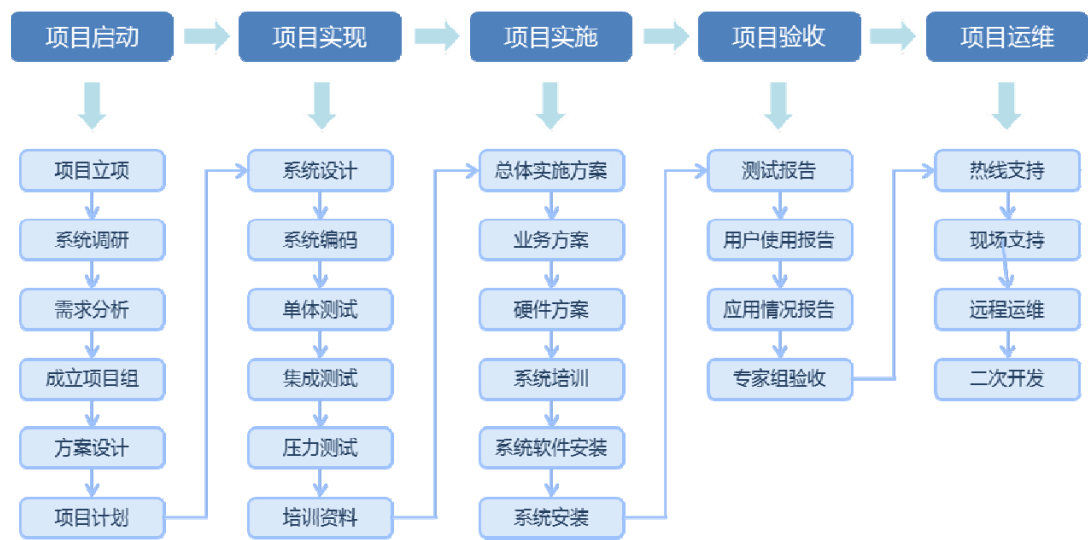 项目启动
项目实现
项目实施
项目验收
项目运维
项目立项
系统调研
需求分析
成立项目组
方案设计
项目计划
系统设计
系统编码
单体测试
集成测试
压力测试
培训资料
总体实施方案
业务方案
硬件方案
系统培训
系统软件安装
系统安装
测试报告
用户使用报告
应用情况报告
专家组验收
热线支持
现场支持
远程运维
二次开发